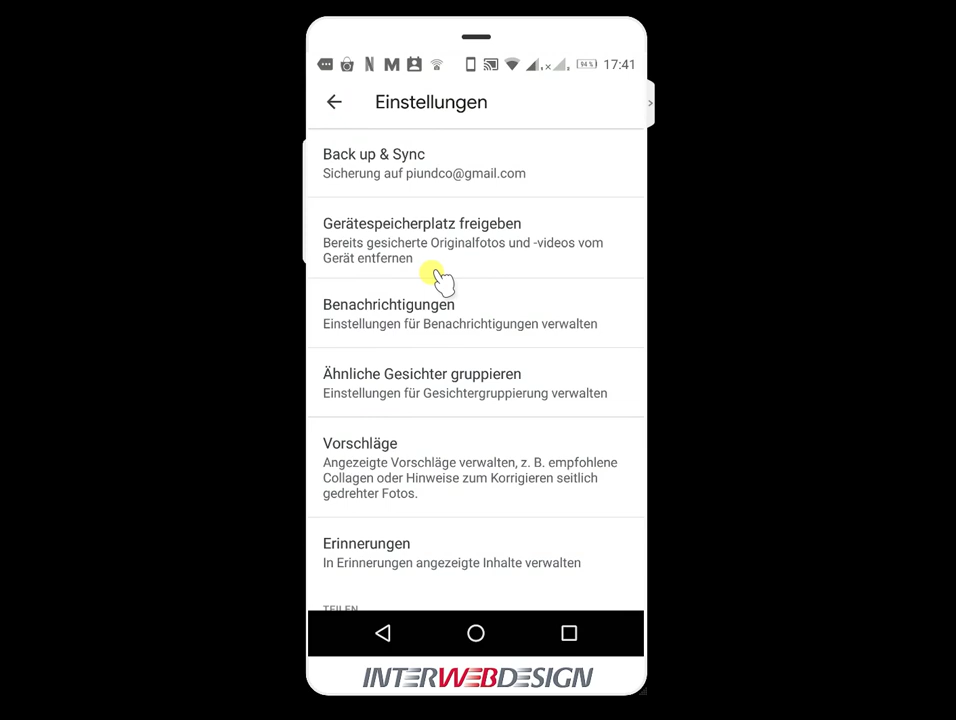 94% 17:41
Einstellungen
Back up & Sync
Sicherung auf piundco@gmail.com
Gerätespeicherplatz freigeben
Bereits gesicherte Originalfotos und -videos vom
Gerät entfernen
Benachrichtigungen
Einstellungen für Benachrichtigungen verwalten
Ähnliche Gesichter gruppieren
Einstellungen für Gesichtergruppierung verwalten
Vorschläge
Angezeigte Vorschläge verwalten, z. B. empfohlene
Collagen oder Hinweise zum Korrigieren seitlich
gedrehter Fotos.
Erinnerungen
In Erinnerungen angezeigte Inhalte verwalten
TEILEN
INTERWEBDESIGN